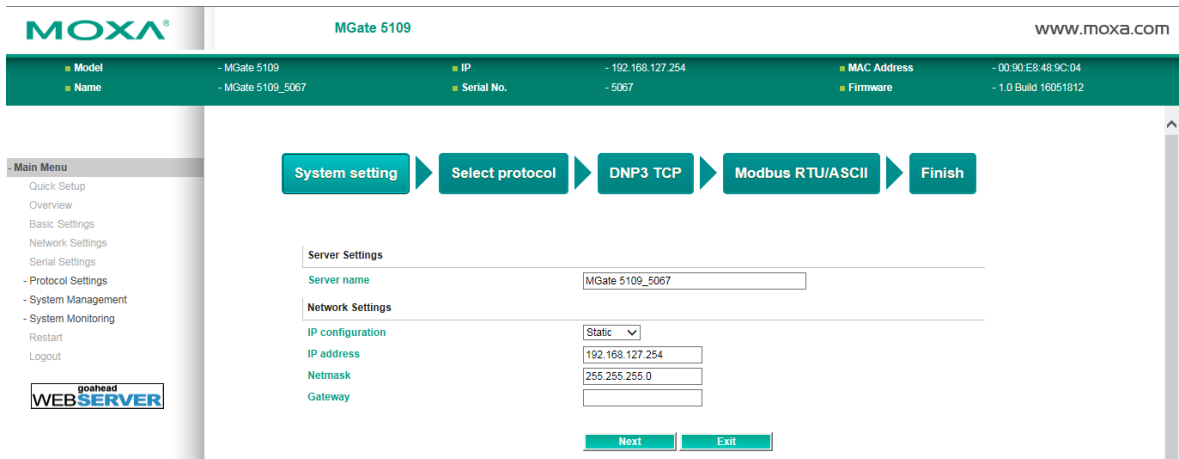 MOXA®
MGate 5109
www.moxa.com
Model - MGate 5109 IP - 192.168.127.254 MAC Address - 00:90:E8:48:9C:04
Name - MGate 5109_5067 Serial No. - 5067 Firmware - 1.0 Build 16051812
- Main Menu
Quick Setup
Overview
Basic Settings
Network Settings
Serial Settings
- Protocol Settings
- System Management
- System Monitoring
Restart
Logout
goahead
WEBSERVER
System setting Select protocol DNP3 TCP Modbus RTU/ASCII Finish
Server Settings
Server name MGate 5109_5067
Network Settings
IP configuration Static
IP address 192.168.127.254
Netmask 255.255.255.0
Gateway
Next Exit